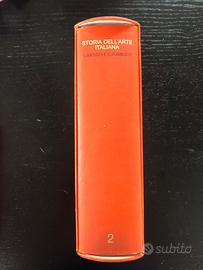 STORIA DELL'ARTE
ITALIANA
L'ARTISTA E IL PUBBLICO
2
subito